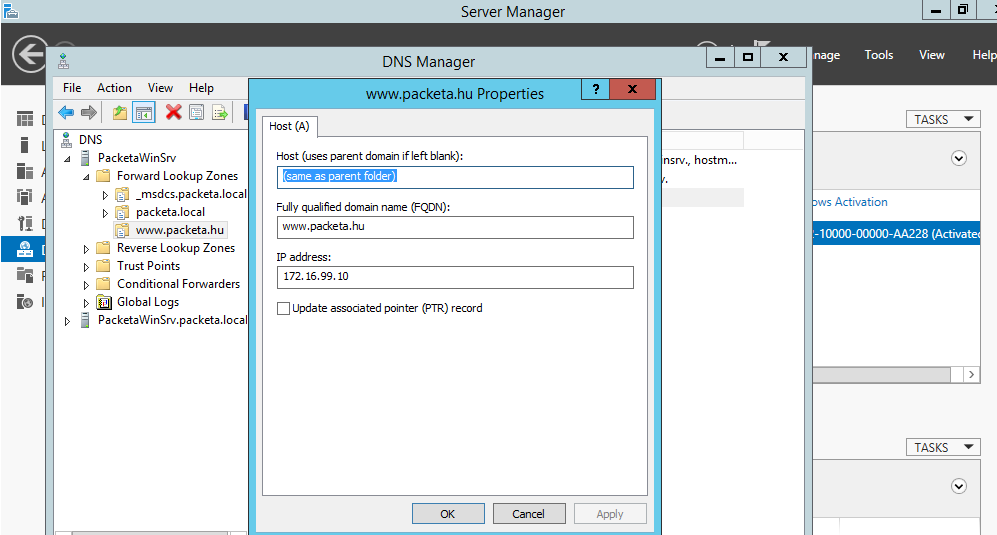 Server Manager
nage Tools View Help
DNS Manager
File Action View Help
www.packeta.hu Properties
?
Host (A)
Host (uses parent domain if left blank):
(same as parent folder)
Fully qualified domain name (FQDN):
www.packeta.hu
IP address:
172.16.99.10
Update associated pointer (PTR) record
OK Cancel Apply
DNS
PacketaWinSrv
Forward Lookup Zones
_msdcs.packeta.local
packeta.local
www.packeta.hu
Reverse Lookup Zones
Trust Points
Conditional Forwarders
Global Logs
PacketaWinSrv.packeta.local
insrv., hostm...
v.
TASKS
ows Activation
-10000-00000-AA228 (Activated
TASKS